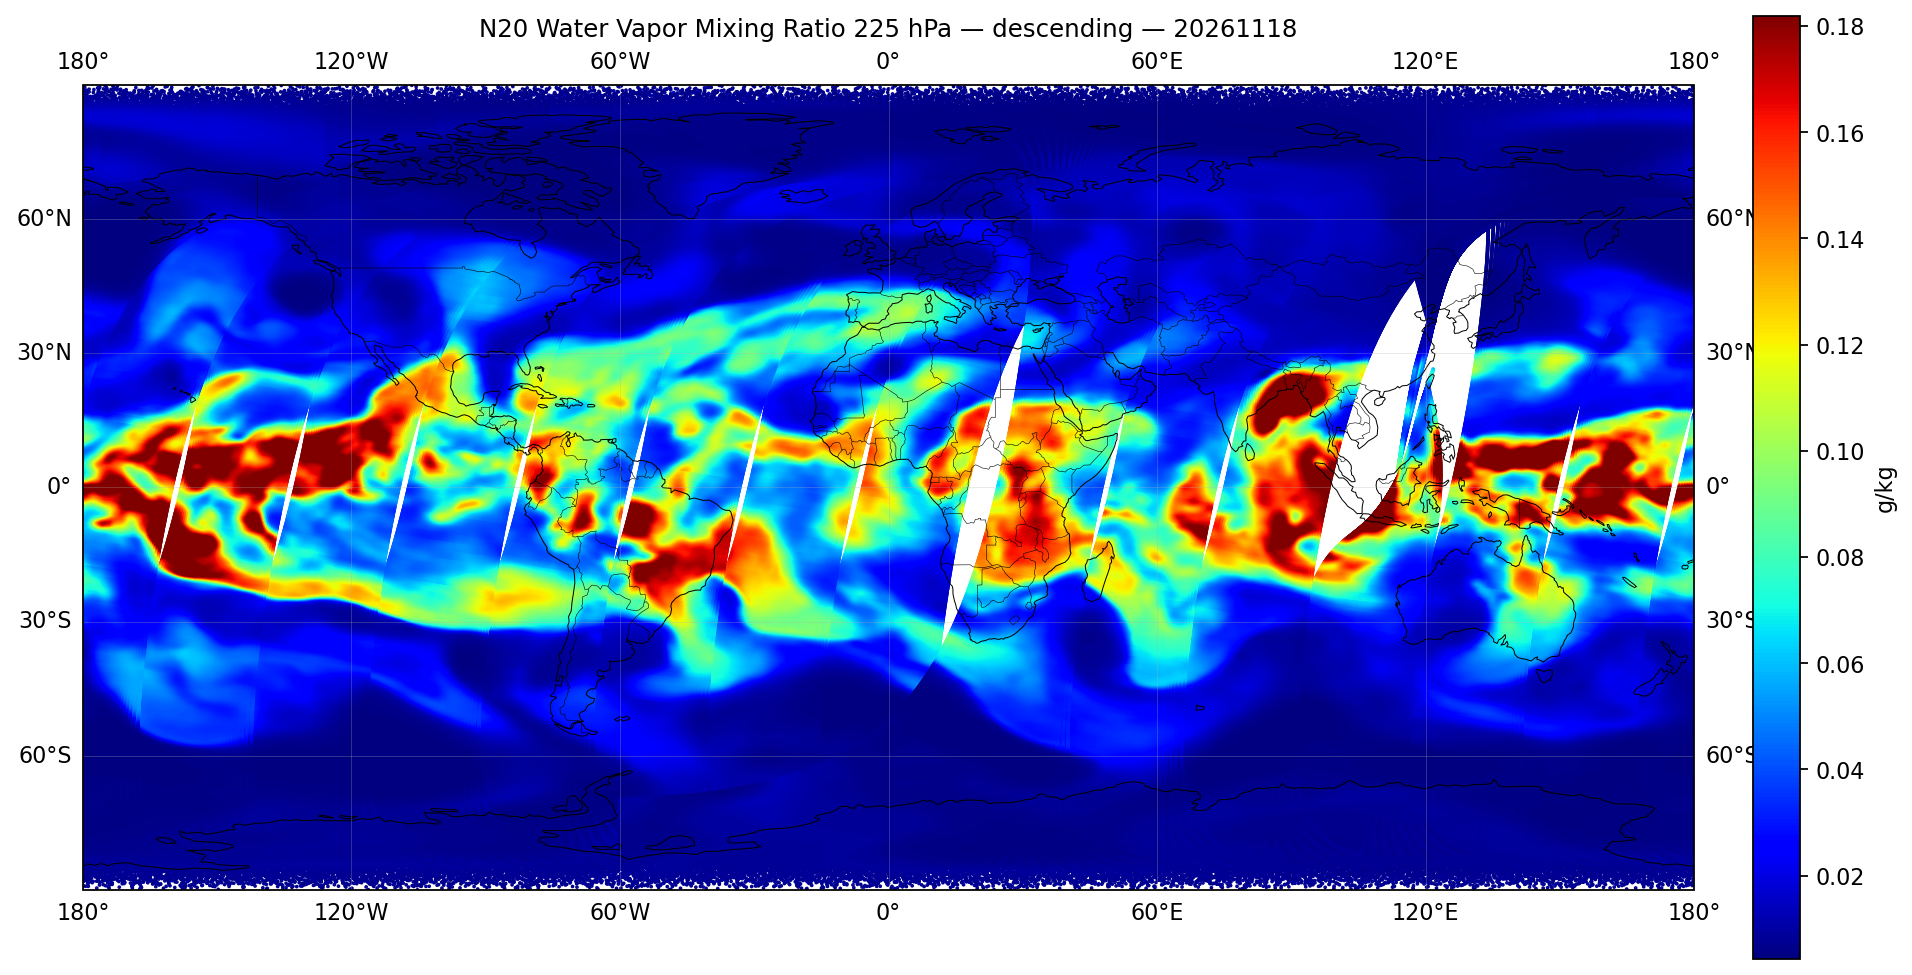 N20 Water Vapor Mixing Ratio 225 hPa — descending — 20261118
180° 120°W 60°W 0° 60°E 120°E 180°
60°N 60°N
30°N 30°N
0° 0°
30°S 30°S
60°S 60°S
180° 120°W 60°W 0° 60°E 120°E 180°
0.18
0.16
0.14
0.12
0.10
0.08
0.06
0.04
0.02
g/kg